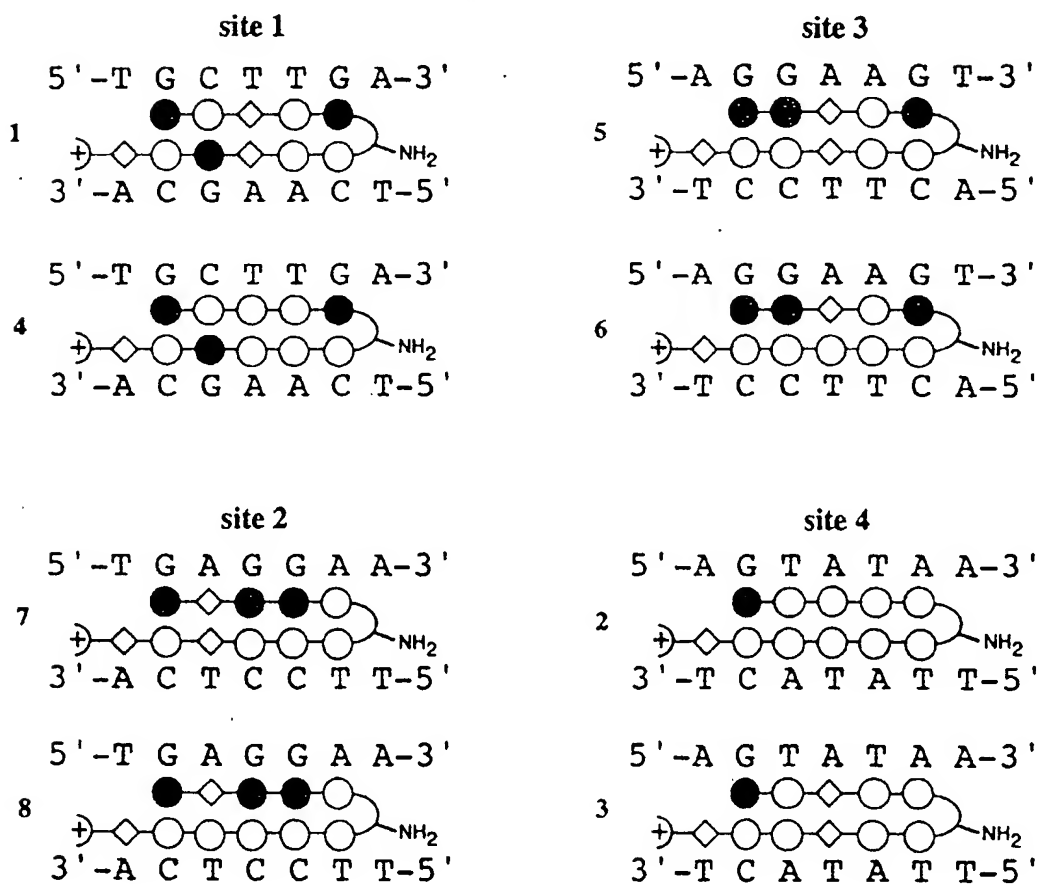 site 1
5'-T G C T T G A-3'
1
+
NH2
3'-A C G A A C T-5'
5'-T G C T T G A-3'
4
+
NH2
3'-A C G A A C T-5'
site 3
5'-A G G A A G T-3'
5
+
NH2
3'-T C C T T C A-5'
5'-A G G A A G T-3'
6
+
NH2
3'-T C C T T C A-5'
site 2
5'-T G A G G A A-3'
7
+
NH2
3'-A C T C C T T-5'
5'-T G A G G A A-3'
8
+
NH2
3'-A C T C C T T-5'
site 4
5'-A G T A T A A-3'
2
+
NH2
3'-T C A T A T T-5'
5'-A G T A T A A-3'
3
+
NH2
3'-T C A T A T T-5'